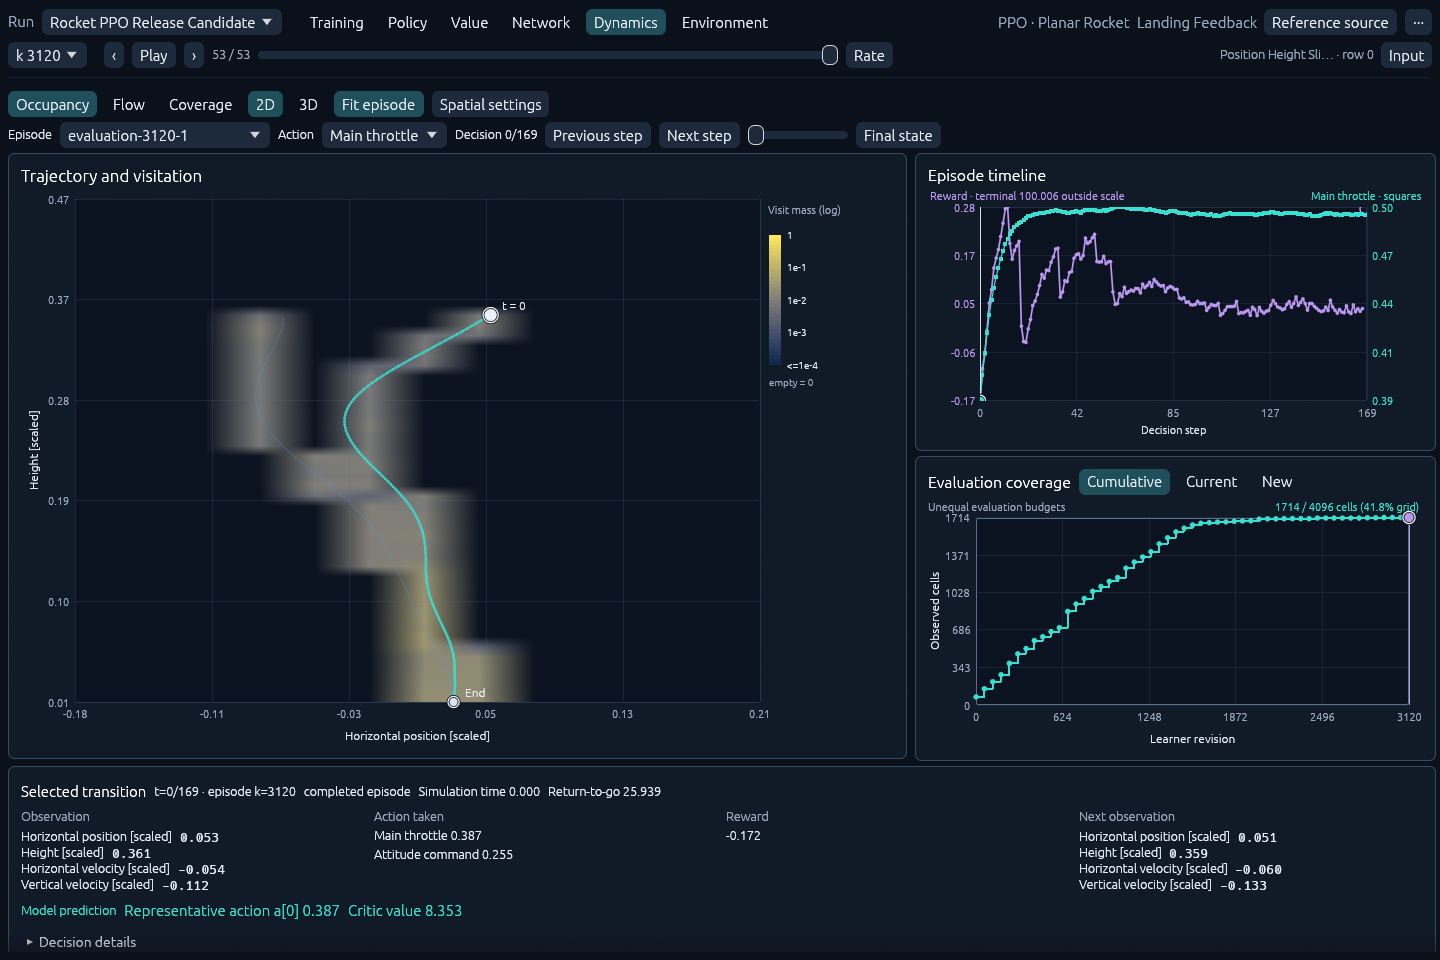 Run Rocket PPO Release Candidate Training Policy Value Network Dynamics Environment PPO · Planar Rocket Landing Feedback Reference source ...
k 3120 ‹ Play › 53 / 53 Rate Position Height Sli... · row 0 Input
Occupancy Flow Coverage 2D 3D Fit episode Spatial settings
Episode evaluation-3120-1 Action Main throttle Decision 0/169 Previous step Next step Final state
Trajectory and visitation
Visit mass (log)
1
1e-1
1e-2
1e-3
<=1e-4
empty = 0
0.47
0.37
0.28
0.19
0.10
0.01
Height [scaled]
t = 0
End
-0.18 -0.11 -0.03 0.05 0.13 0.21
Horizontal position [scaled]
Episode timeline
Reward · terminal 100.006 outside scale Main throttle · squares
0.28 0.50
0.17 0.47
0.05 0.44
-0.06 0.41
-0.17 0.39
0 42 85 127 169
Decision step
Evaluation coverage Cumulative Current New
Unequal evaluation budgets 1714 / 4096 cells (41.8% grid)
1714
1371
1028
686
343
0
Observed cells
0 624 1248 1872 2496 3120
Learner revision
Selected transition t=0/169 · episode k=3120 completed episode Simulation time 0.000 Return-to-go 25.939
Observation Action taken Reward Next observation
Horizontal position [scaled] 0.053 Main throttle 0.387 -0.172 Horizontal position [scaled] 0.051
Height [scaled] 0.361 Attitude command 0.255 Height [scaled] 0.359
Horizontal velocity [scaled] -0.054 Horizontal velocity [scaled] -0.060
Vertical velocity [scaled] -0.112 Vertical velocity [scaled] -0.133
Model prediction Representative action a[0] 0.387 Critic value 8.353
Decision details